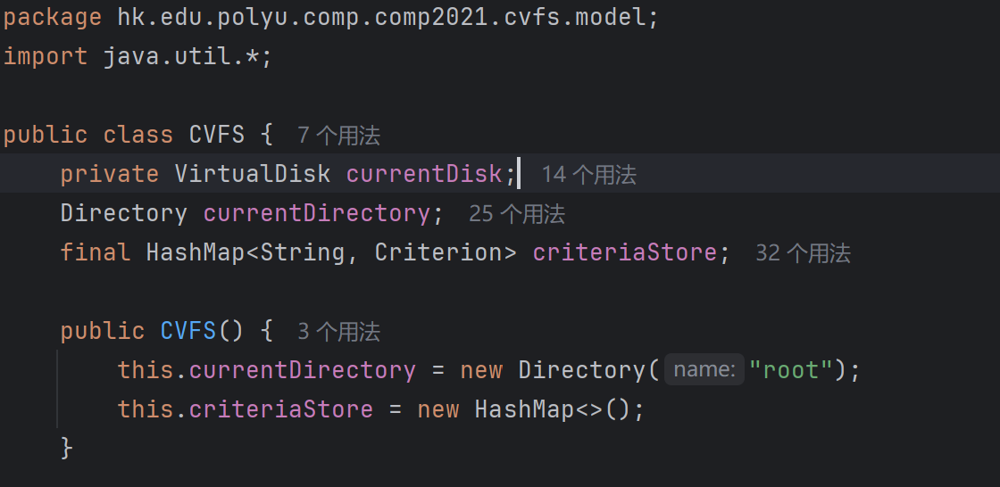 package hk.edu.polyu.comp.comp2021.cvfs.model;
import java.util.*;
public class CVFS { 7 个用法
private VirtualDisk currentDisk; 14 个用法
Directory currentDirectory; 25 个用法
final HashMap<String, Criterion> criteriaStore; 32 个用法
public CVFS() { 3 个用法
this.currentDirectory = new Directory( name: "root");
this.criteriaStore = new HashMap<>();
}